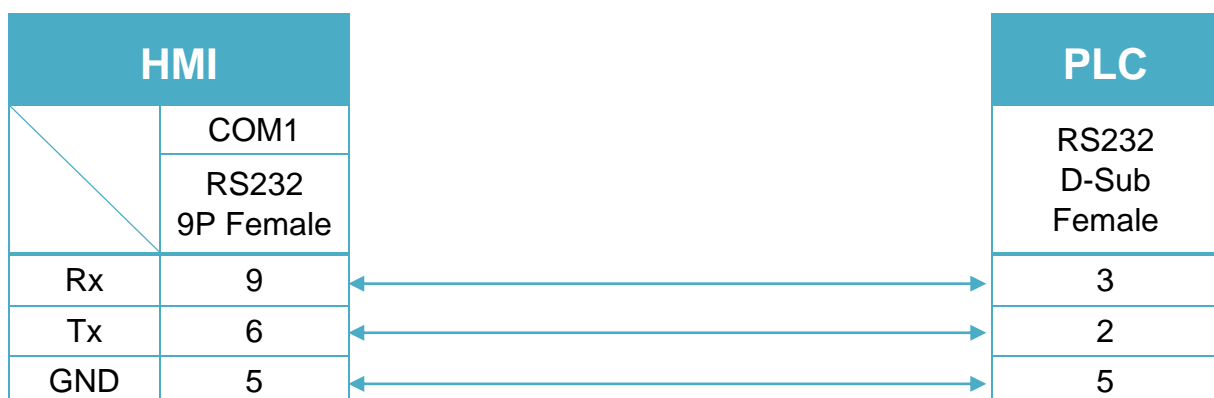 HMI
PLC
COM1
RS232
9P Female
RS232
D-Sub
Female
Rx 9 3
Tx 6 2
GND 5 5